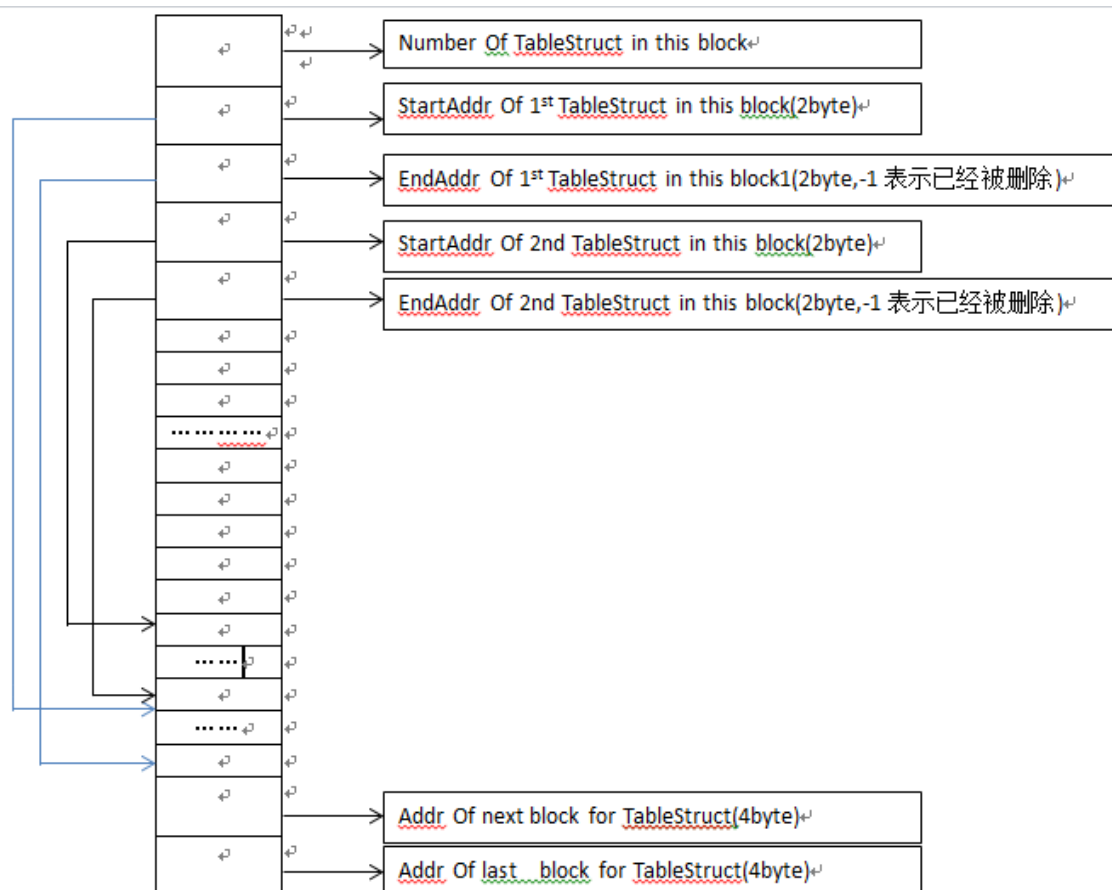 Number Of TableStruct in this block
StartAddr Of 1st TableStruct in this block(2byte)
EndAddr Of 1st TableStruct in this block1(2byte,-1 表示已经被删除)
StartAddr Of 2nd TableStruct in this block(2byte)
EndAddr Of 2nd TableStruct in this block(2byte,-1 表示已经被删除)
…………
……
……
Addr Of next block for TableStruct(4byte)
Addr Of last block for TableStruct(4byte)